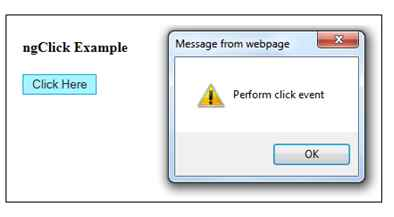 ngClick Example
Click Here
Message from webpage
Perform click event
OK